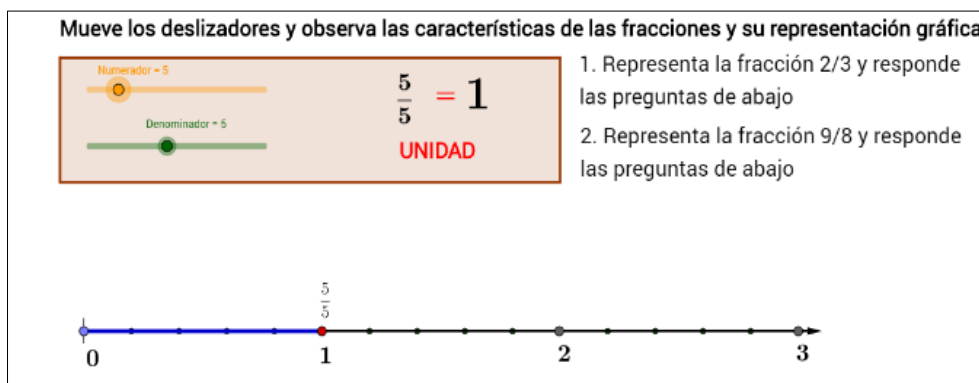 Mueve los deslizadores y observa las características de las fracciones y su representación gráfica
Numerador = 5
Denominador = 5
5/5 = 1
UNIDAD
1. Representa la fracción 2/3 y responde
las preguntas de abajo
2. Representa la fracción 9/8 y responde
las preguntas de abajo
5/5
0 1 2 3